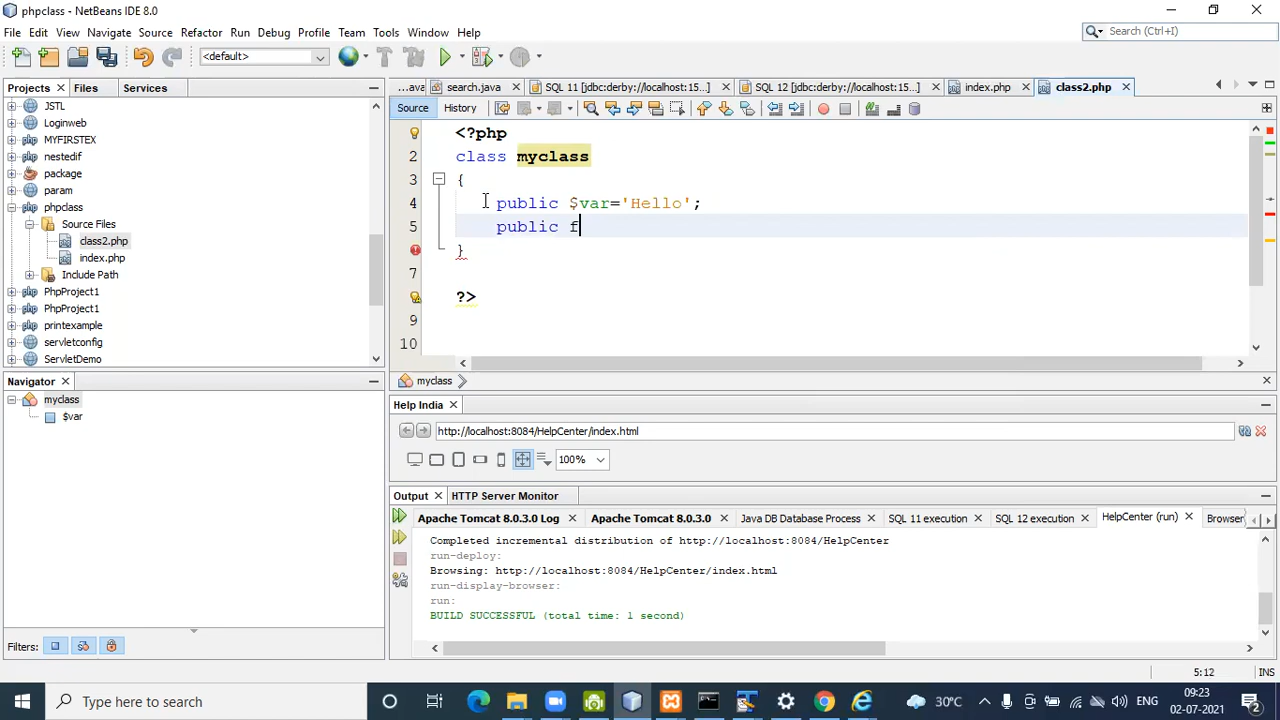 phpclass - NetBeans IDE 8.0
File Edit View Navigate Source Refactor Run Debug Profile Team Tools Window Help
Search (Ctrl+I)
<default>
Projects Files Services
...ava search.java SQL 11 [jdbc:derby://localhost:15...] SQL 12 [jdbc:derby://localhost:15...] index.php class2.php
Source History
JSTL
Loginweb
MYFIRSTEX
nestedif
package
param
phpclass
Source Files
class2.php
index.php
Include Path
PhpProject1
PhpProject1
printexample
servletconfig
ServletDemo
<?php
2 class myclass
3 {
4 public $var='Hello';
5 public f
}
7
?>
9
10
myclass
Navigator
myclass
$var
Filters:
Help India
http://localhost:8084/HelpCenter/index.html
100%
Output HTTP Server Monitor
Apache Tomcat 8.0.3.0 Log Apache Tomcat 8.0.3.0 Java DB Database Process SQL 11 execution SQL 12 execution HelpCenter (run) Browser
Completed incremental distribution of http://localhost:8084/HelpCenter
run-deploy:
Browsing: http://localhost:8084/HelpCenter/index.html
run-display-browser:
run:
BUILD SUCCESSFUL (total time: 1 second)
5:12 INS
Type here to search
30°C
ENG
09:23
02-07-2021
2